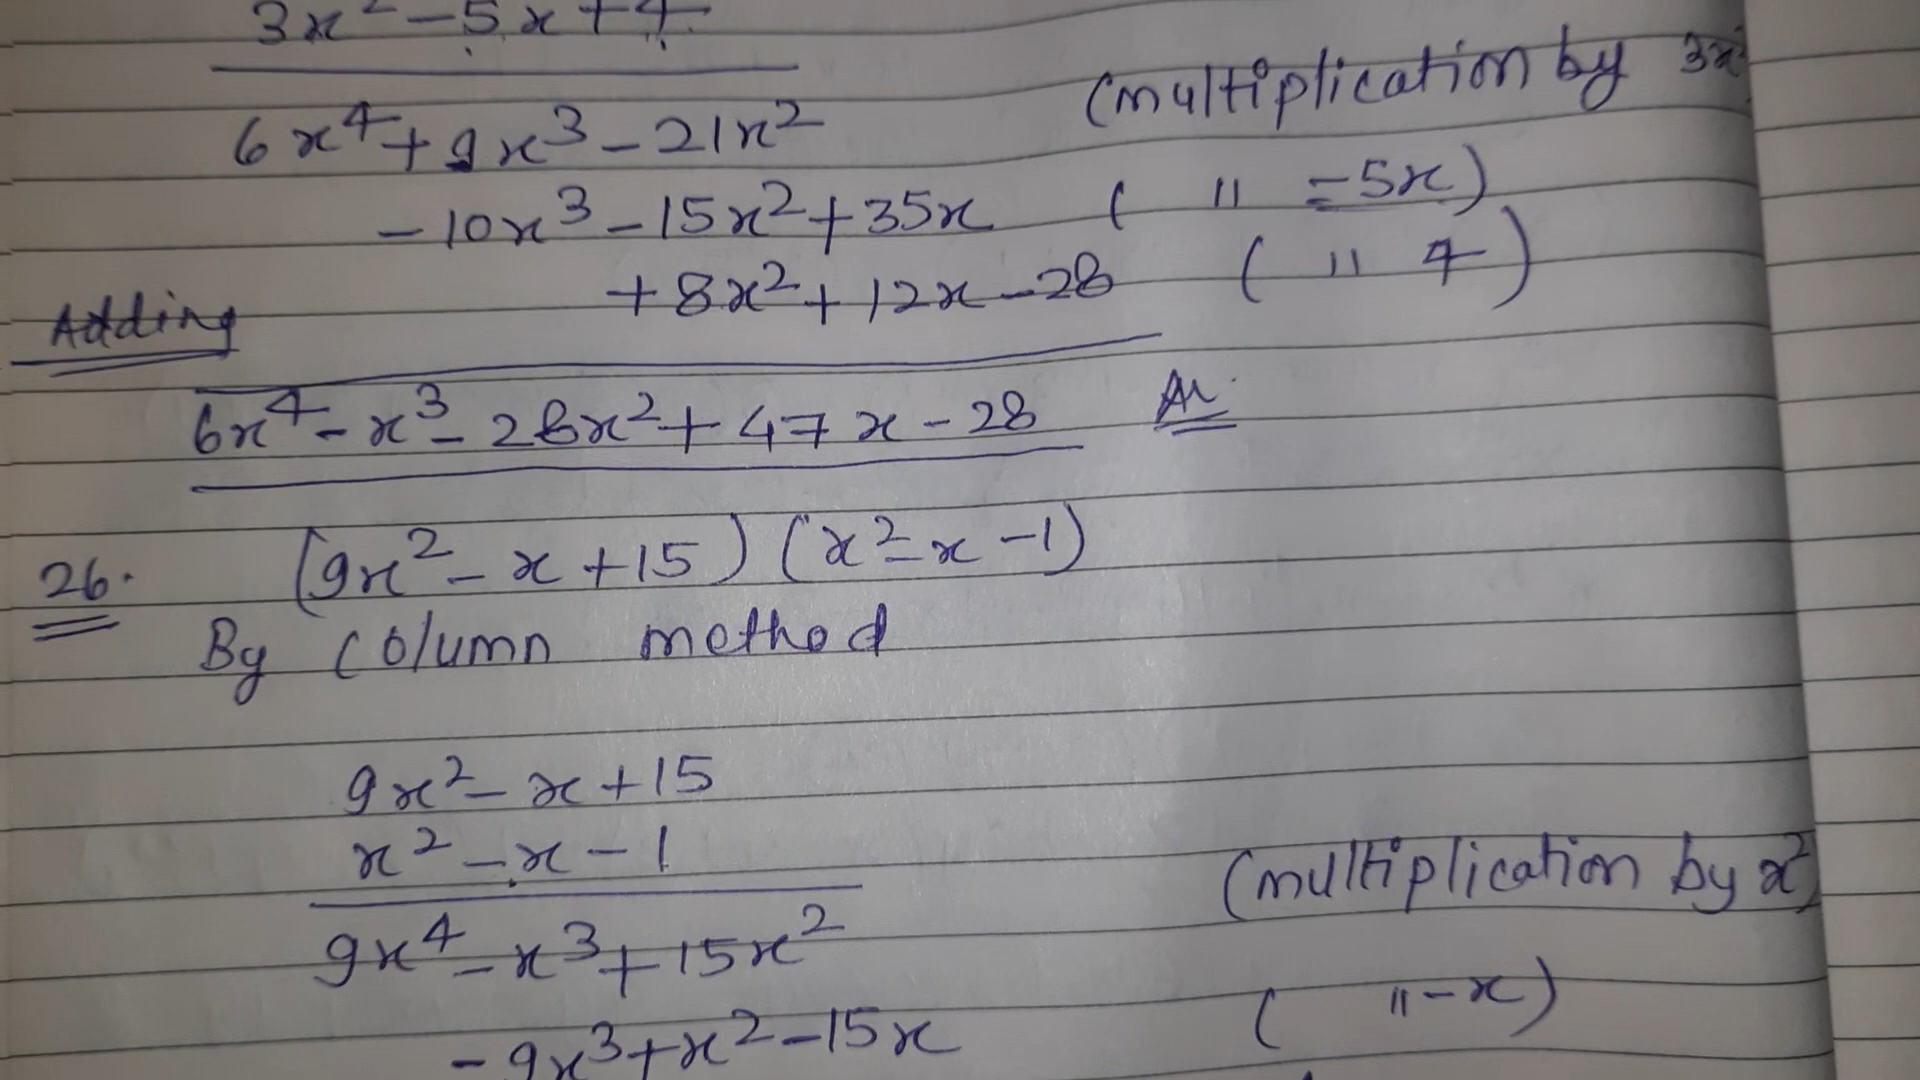 3x² - 5x + 4
(multiplication by 3x²
6x⁴ + 9x³ - 21x²
- 10x³ - 15x² + 35x ( " -5x)
+ 8x² + 12x - 28 ( " 4)
Adding
6x⁴ - x³ - 28x² + 47x - 28
26. (9x² - x + 15) (x² - x - 1)
By Column method
9x² - x + 15
x² - x - 1
(multiplication by x²)
9x⁴ - x³ + 15x²
- 9x³ + x² - 15x ( " -x)